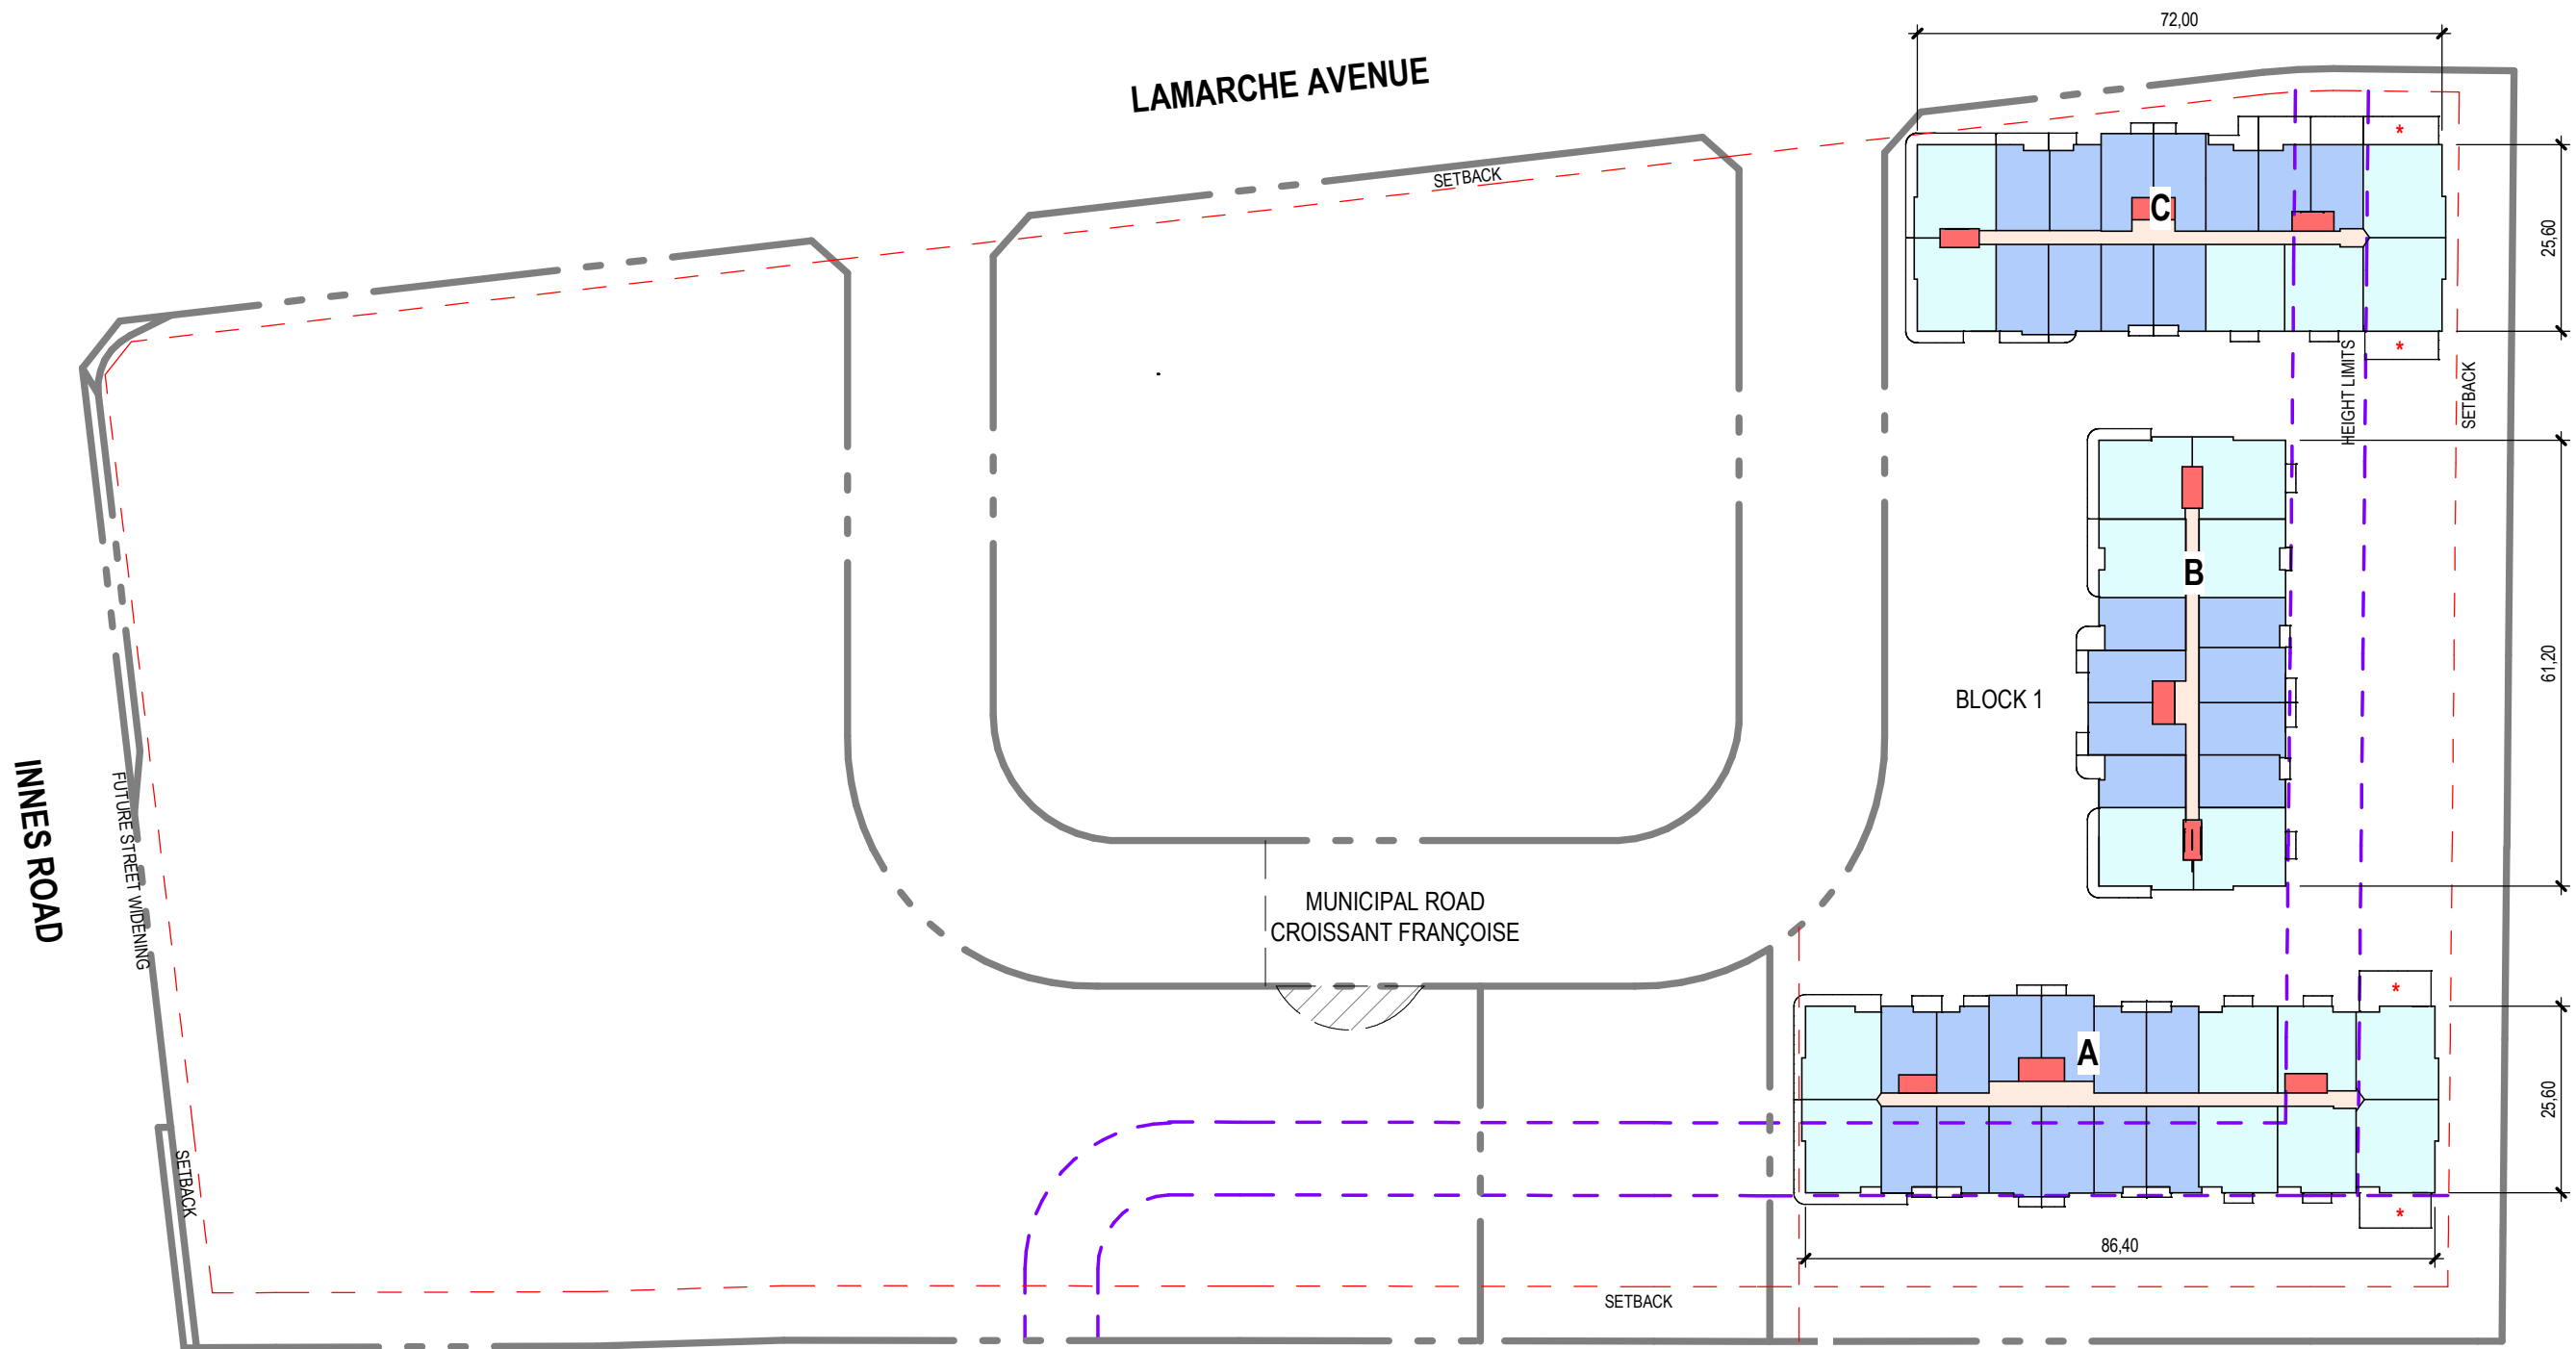 72,00
LAMARCHE AVENUE
*
SETBACK
C
25,60
*
HEIGHT LIMITS
SETBACK
B
61,20
BLOCK 1
INNES ROAD
FUTURE STREET WIDENING
MUNICIPAL ROAD
CROISSANT FRANÇOISE
*
A
25,60
SETBACK
*
86,40
SETBACK